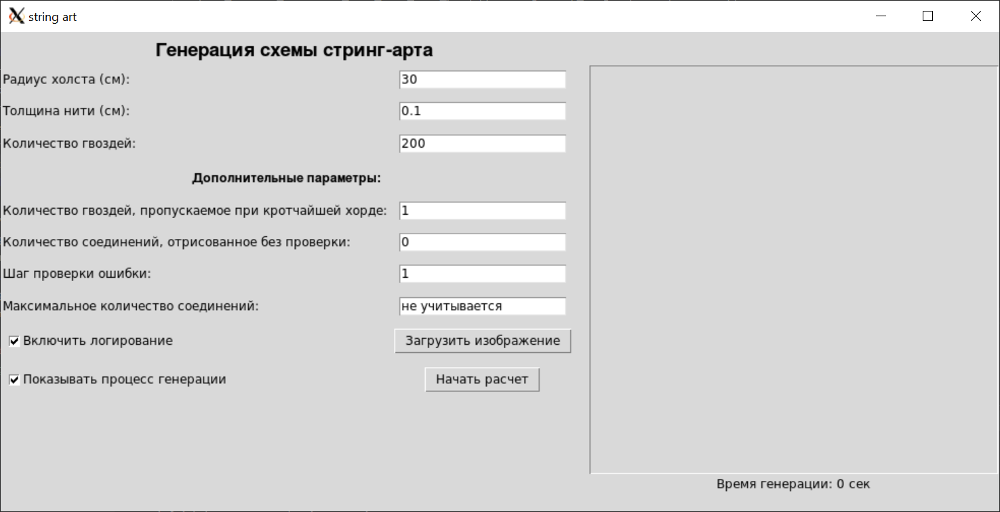 string art
Генерация схемы стринг-арта
Радиус холста (см): 30
Толщина нити (см): 0.1
Количество гвоздей: 200
Дополнительные параметры:
Количество гвоздей, пропускаемое при кротчайшей хорде: 1
Количество соединений, отрисованное без проверки: 0
Шаг проверки ошибки: 1
Максимальное количество соединений: не учитывается
Включить логирование Загрузить изображение
Показывать процесс генерации Начать расчет
Время генерации: 0 сек